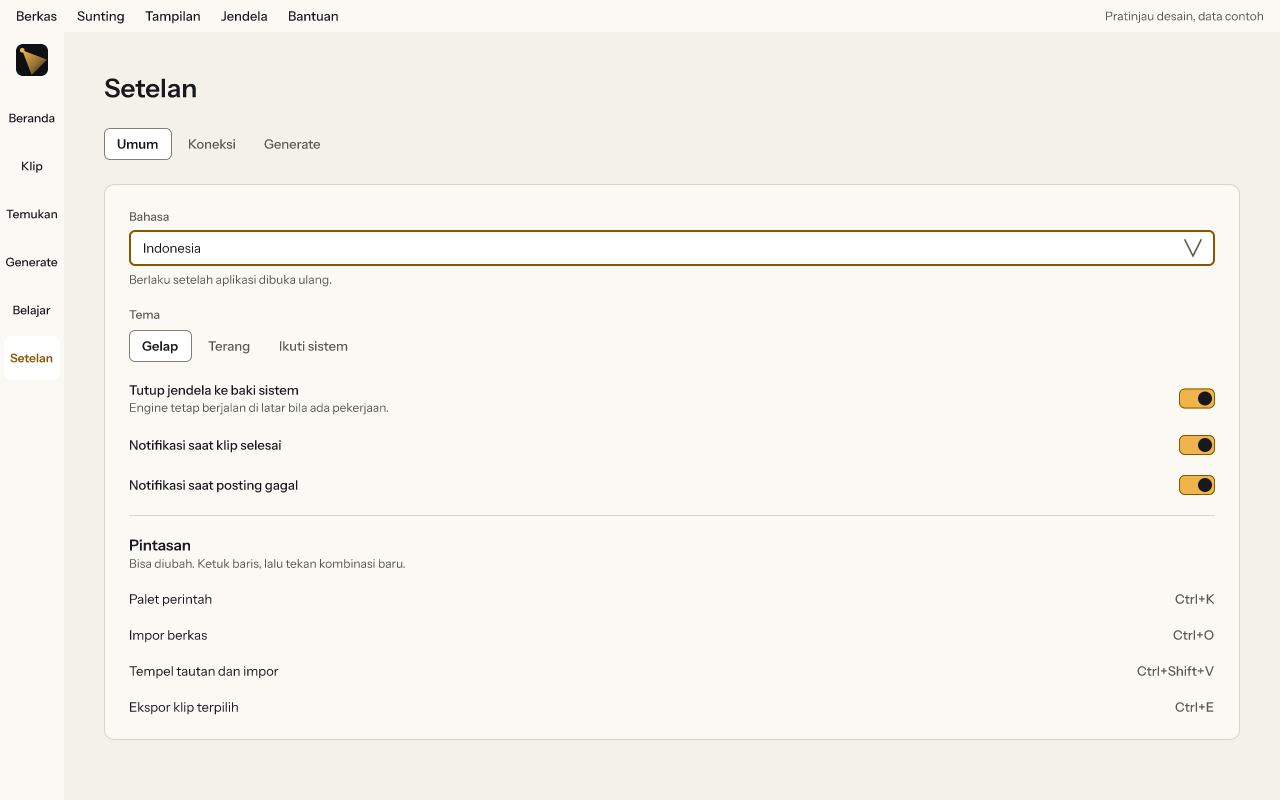 Berkas Sunting Tampilan Jendela Bantuan Pratinjau desain, data contoh
Beranda
Klip
Temukan
Generate
Belajar
Setelan
Setelan
Umum Koneksi Generate
Bahasa
Indonesia
Berlaku setelah aplikasi dibuka ulang.
Tema
Gelap Terang Ikuti sistem
Tutup jendela ke baki sistem
Engine tetap berjalan di latar bila ada pekerjaan.
Notifikasi saat klip selesai
Notifikasi saat posting gagal
Pintasan
Bisa diubah. Ketuk baris, lalu tekan kombinasi baru.
Palet perintah Ctrl+K
Impor berkas Ctrl+O
Tempel tautan dan impor Ctrl+Shift+V
Ekspor klip terpilih Ctrl+E